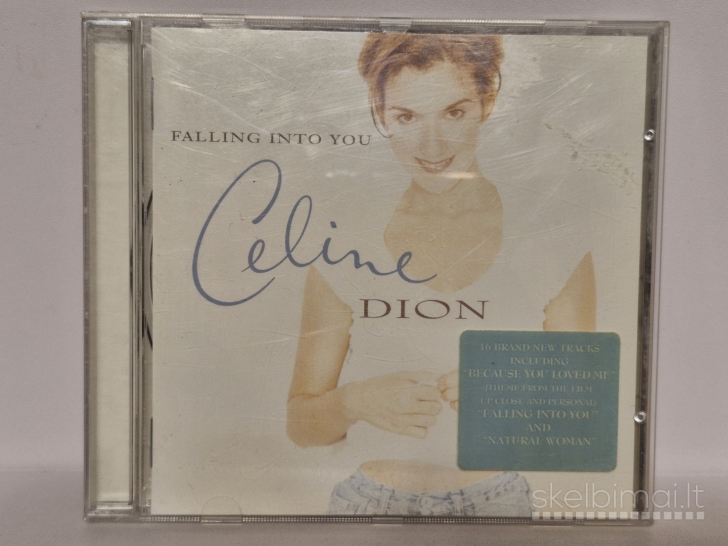 FALLING INTO YOU
Celine
DION
16 BRAND NEW TRACKS
INCLUDING
"BECAUSE YOU LOVED ME"
(THEME FROM THE FILM
UP CLOSE AND PERSONAL)
"FALLING INTO YOU"
AND
"NATURAL WOMAN"
skelbimai.lt